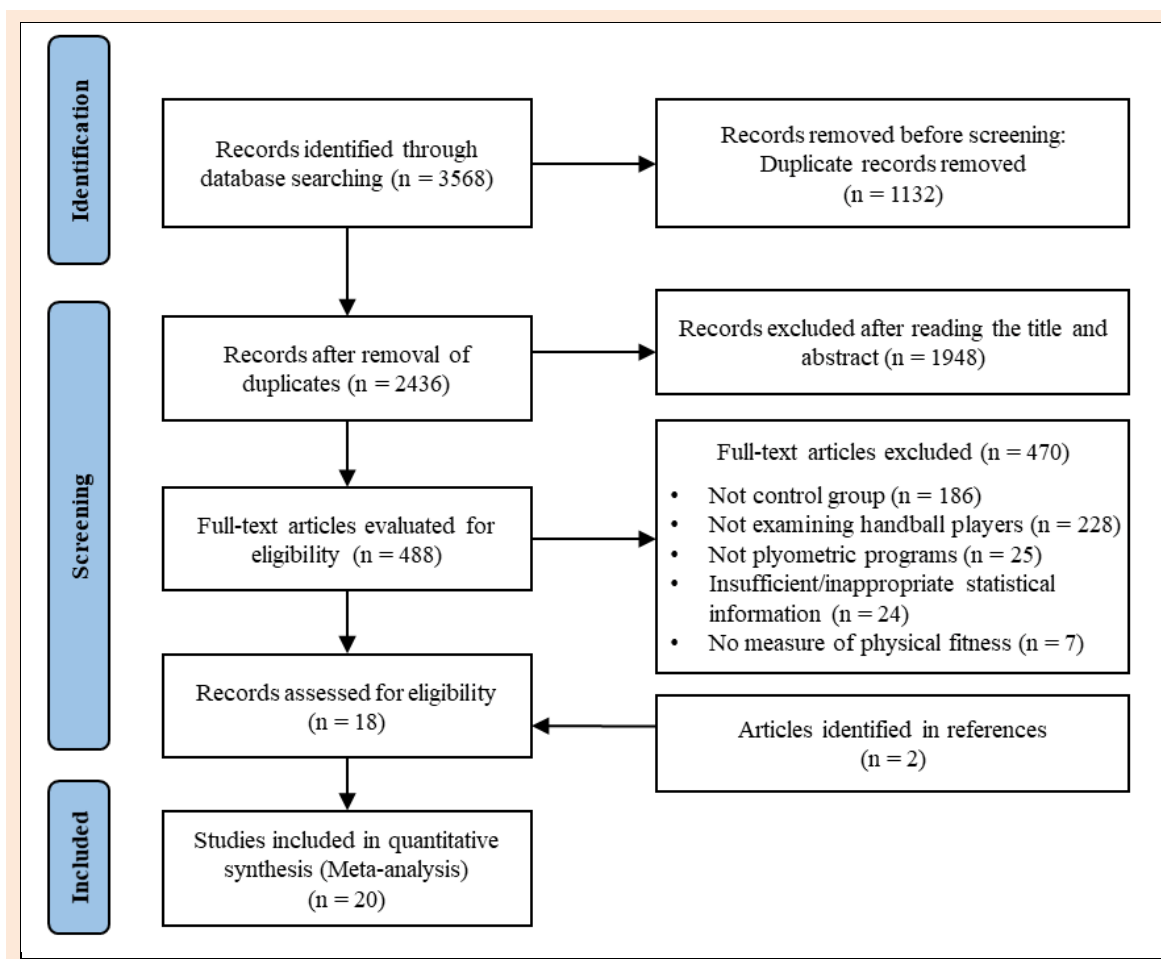 Identification
Records identified through
database searching (n = 3568)
Records removed before screening:
Duplicate records removed
(n = 1132)
Screening
Records after removal of
duplicates (n = 2436)
Records excluded after reading the title and
abstract (n = 1948)
Full-text articles evaluated for
eligibility (n = 488)
Full-text articles excluded (n = 470)
• Not control group (n = 186)
• Not examining handball players (n = 228)
• Not plyometric programs (n = 25)
• Insufficient/inappropriate statistical
information (n = 24)
• No measure of physical fitness (n = 7)
Records assessed for eligibility
(n = 18)
Articles identified in references
(n = 2)
Included
Studies included in quantitative
synthesis (Meta-analysis)
(n = 20)